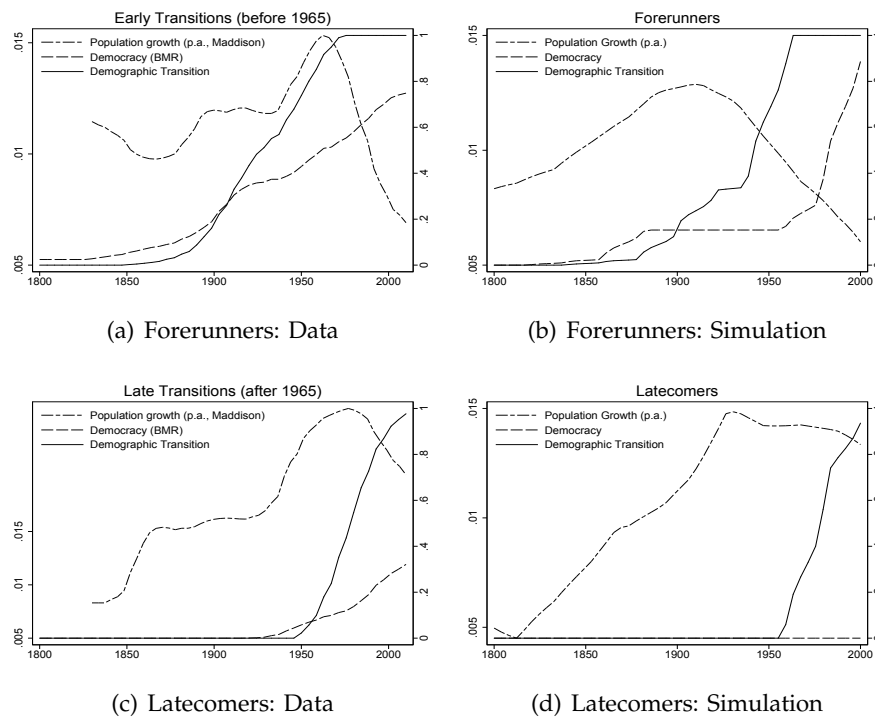 Early Transitions (before 1965)
Population growth (p.a., Maddison)
Democracy (BMR)
Demographic Transition
.015
.01
.005
1
.8
.6
.4
.2
0
1800 1850 1900 1950 2000
(a) Forerunners: Data
Forerunners
Population Growth (p.a.)
Democracy
Demographic Transition
.015
.01
.005
1800 1850 1900 1950 2000
(b) Forerunners: Simulation
Late Transitions (after 1965)
Population growth (p.a., Maddison)
Democracy (BMR)
Demographic Transition
.015
.01
.005
1
.8
.6
.4
.2
0
1800 1850 1900 1950 2000
(c) Latecomers: Data
Latecomers
Population Growth (p.a.)
Democracy
Demographic Transition
.015
.01
.005
1800 1850 1900 1950 2000
(d) Latecomers: Simulation